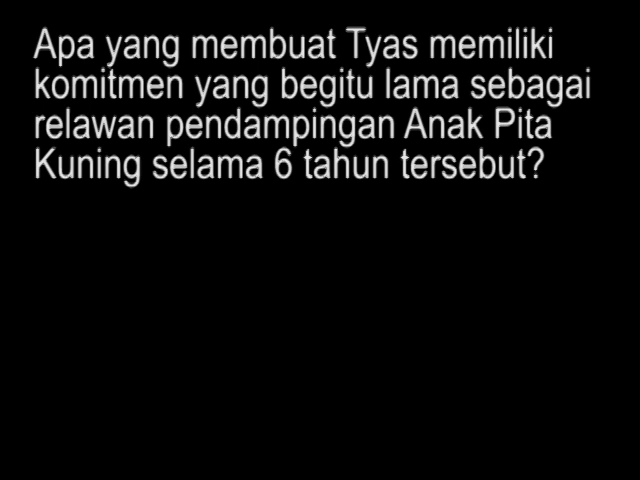 Apa yang membuat Tyas memiliki
komitmen yang begitu lama sebagai
relawan pendampingan Anak Pita
Kuning selama 6 tahun tersebut?